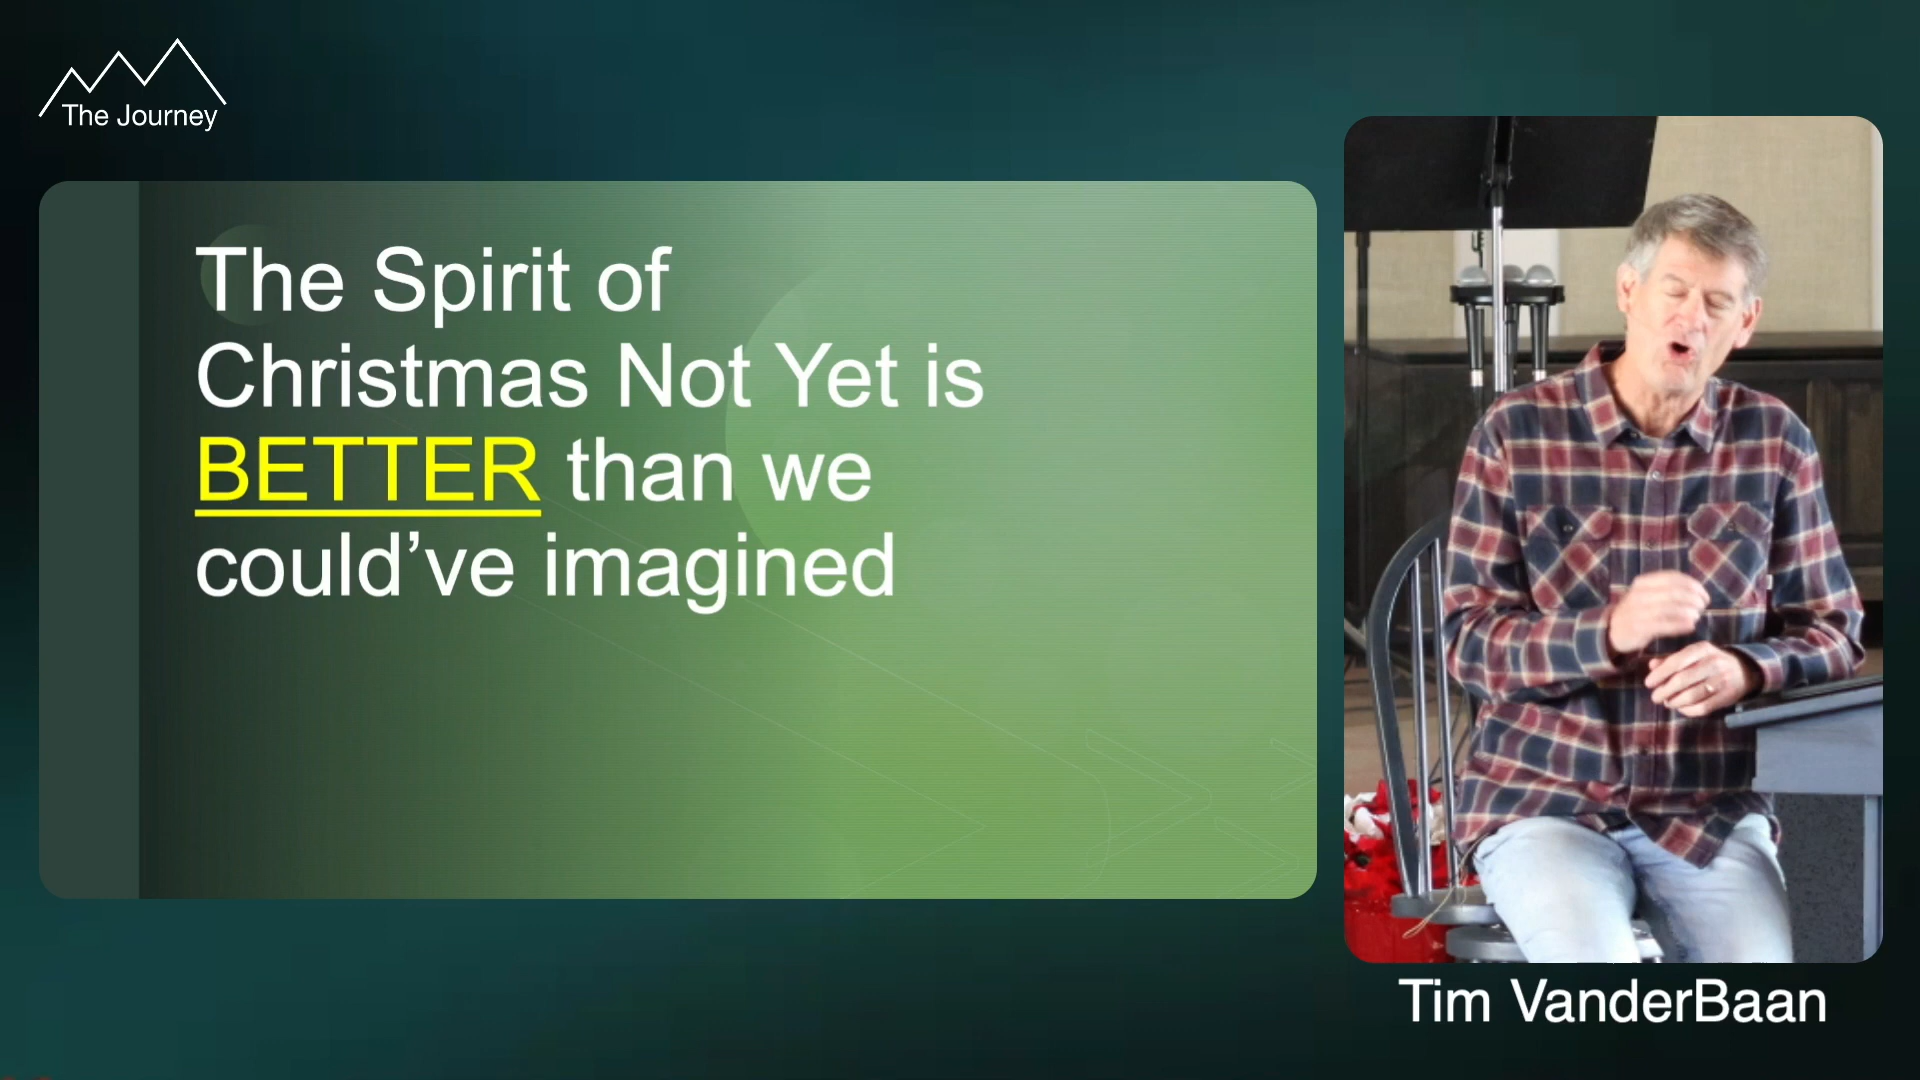 The Journey
The Spirit of
Christmas Not Yet is
BETTER than we
could’ve imagined
Tim VanderBaan